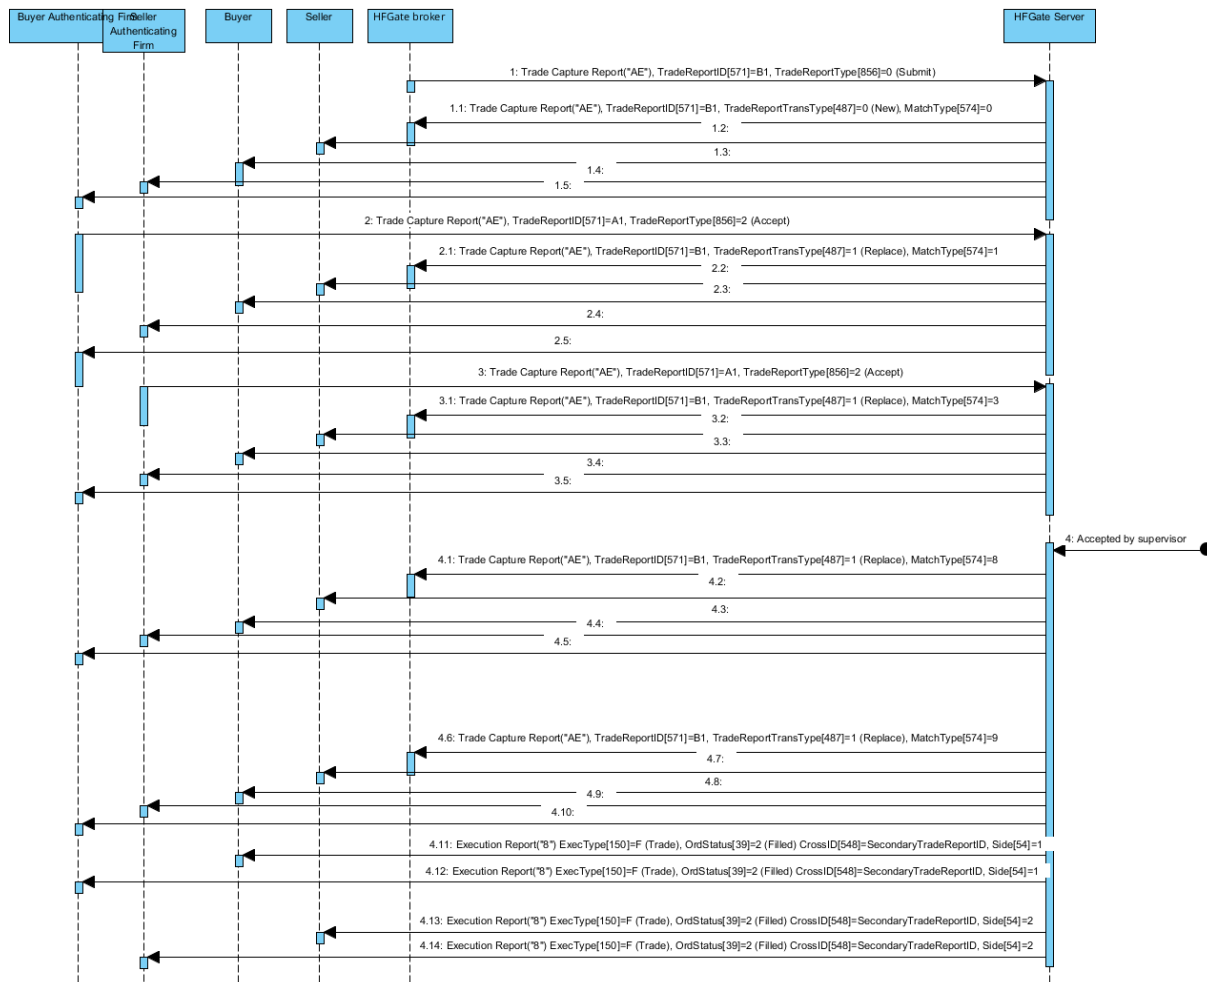 Buyer Authenticating Firm
Seller
Authenticating
Firm
Buyer
Seller
HFGate broker
HFGate Server
1: Trade Capture Report("AE"), TradeReportID[571]=B1, TradeReportType[856]=0 (Submit)
1.1: Trade Capture Report("AE"), TradeReportID[571]=B1, TradeReportTransType[487]=0 (New), MatchType[574]=0
1.2:
1.3:
1.4:
1.5:
2: Trade Capture Report("AE"), TradeReportID[571]=A1, TradeReportType[856]=2 (Accept)
2.1: Trade Capture Report("AE"), TradeReportID[571]=B1, TradeReportTransType[487]=1 (Replace), MatchType[574]=1
2.2:
2.3:
2.4:
2.5:
3: Trade Capture Report("AE"), TradeReportID[571]=A1, TradeReportType[856]=2 (Accept)
3.1: Trade Capture Report("AE"), TradeReportID[571]=B1, TradeReportTransType[487]=1 (Replace), MatchType[574]=3
3.2:
3.3:
3.4:
3.5:
4: Accepted by supervisor
4.1: Trade Capture Report("AE"), TradeReportID[571]=B1, TradeReportTransType[487]=1 (Replace), MatchType[574]=8
4.2:
4.3:
4.4:
4.5:
4.6: Trade Capture Report("AE"), TradeReportID[571]=B1, TradeReportTransType[487]=1 (Replace), MatchType[574]=9
4.7:
4.8:
4.9:
4.10:
4.11: Execution Report("8") ExecType[150]=F (Trade), OrdStatus[39]=2 (Filled) CrossID[548]=SecondaryTradeReportID, Side[54]=1
4.12: Execution Report("8") ExecType[150]=F (Trade), OrdStatus[39]=2 (Filled) CrossID[548]=SecondaryTradeReportID, Side[54]=1
4.13: Execution Report("8") ExecType[150]=F (Trade), OrdStatus[39]=2 (Filled) CrossID[548]=SecondaryTradeReportID, Side[54]=2
4.14: Execution Report("8") ExecType[150]=F (Trade), OrdStatus[39]=2 (Filled) CrossID[548]=SecondaryTradeReportID, Side[54]=2